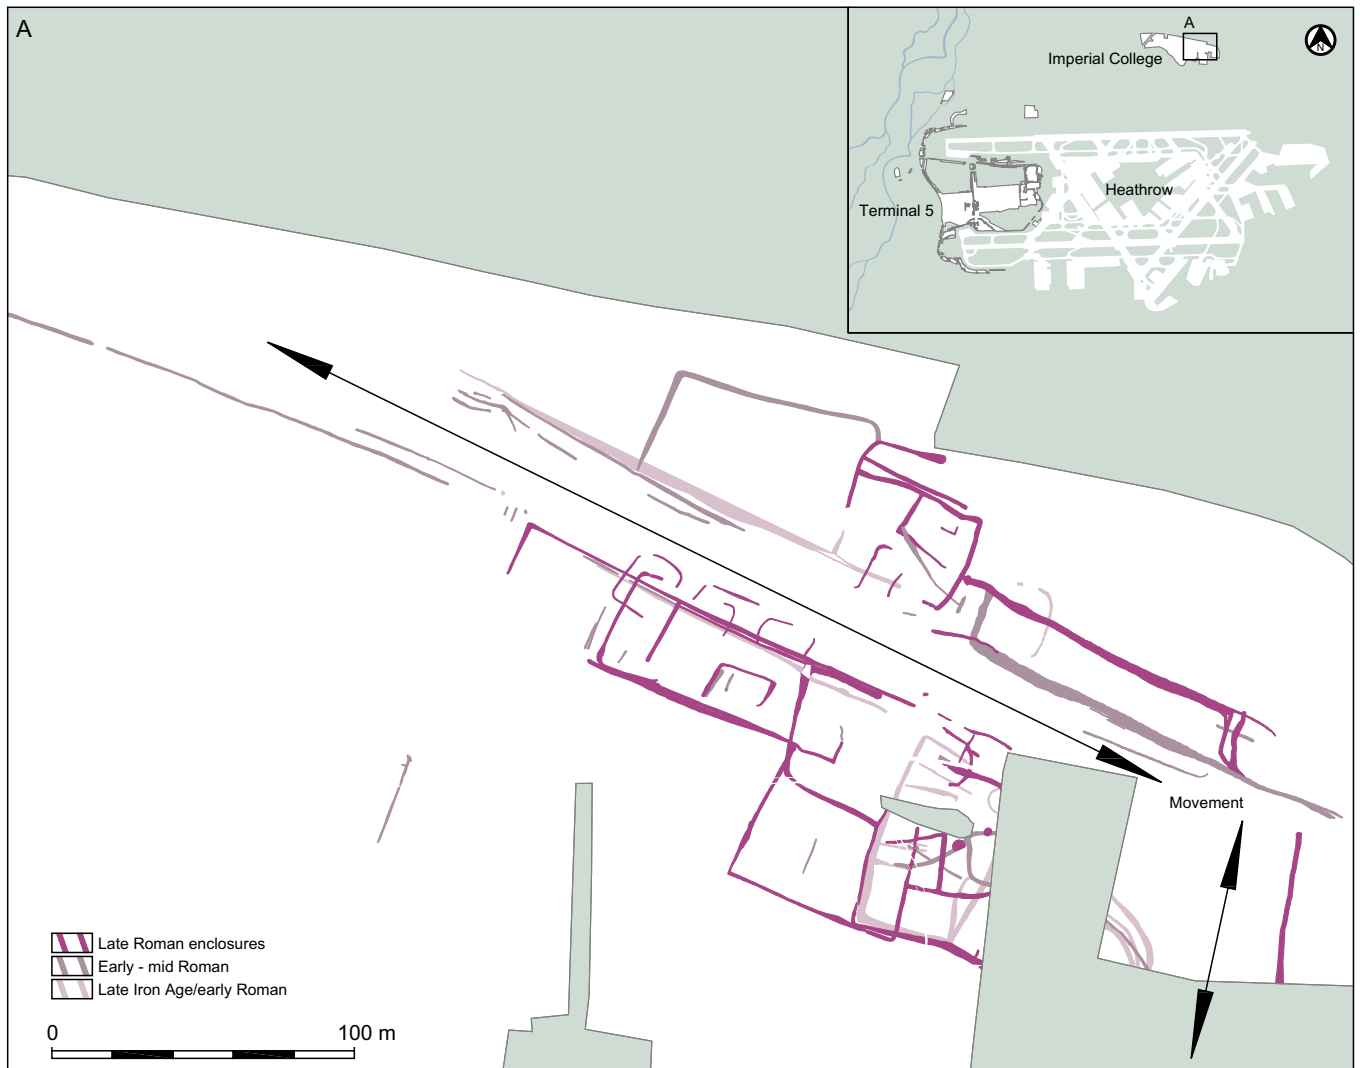 A
A
Imperial College
N
Heathrow
Terminal 5
Movement
Late Roman enclosures
Early - mid Roman
Late Iron Age/early Roman
0 100 m